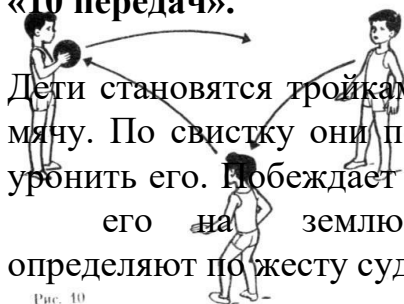 «10 передач».
Дети становятся тройкам
мячу. По свистку они п
уронить его. Побеждает
его на землю
определяют по жесту суд
Рис. 10